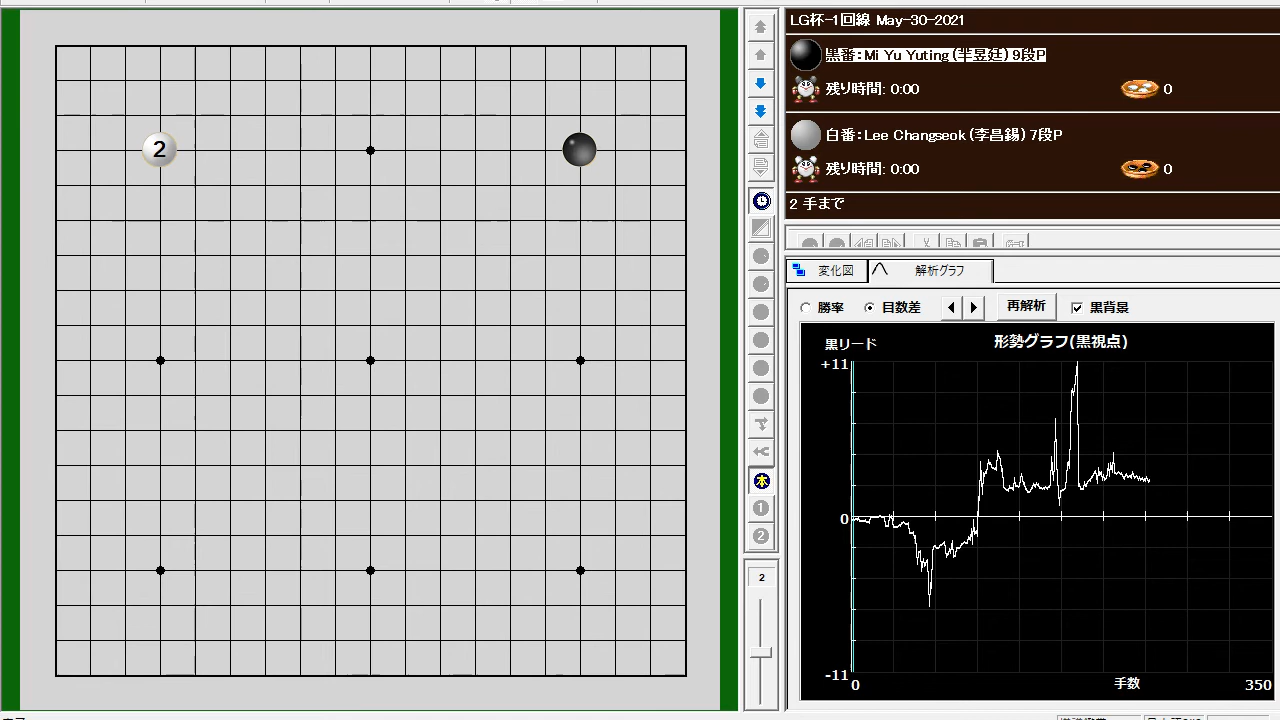 LG杯-1回線 May-30-2021
黒番:Mi Yu Yuting (芈昱廷) 9段P
残り時間: 0:00
0
白番:Lee Changseok (李昌錫) 7段P
残り時間: 0:00
0
2 手まで
変化図
解析グラフ
勝率
目数差
再解析
黒背景
黒リード
形勢グラフ(黒視点)
+11
0
-11
0
手数
350
2
1
2
2